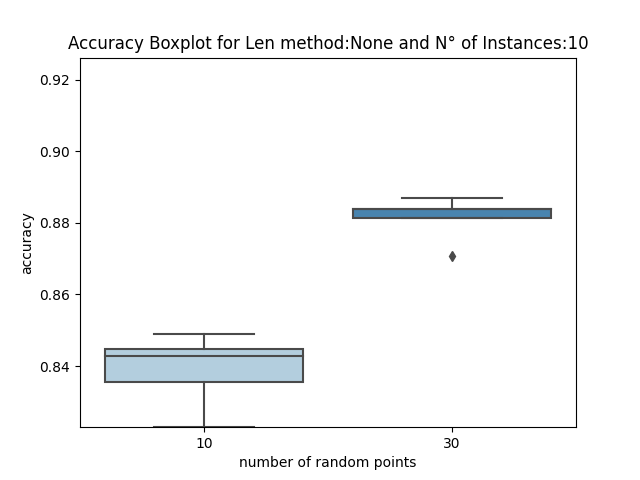 Accuracy Boxplot for Len method:None and N° of Instances:10
0.92
0.90
0.88
0.86
0.84
accuracy
10
30
number of random points